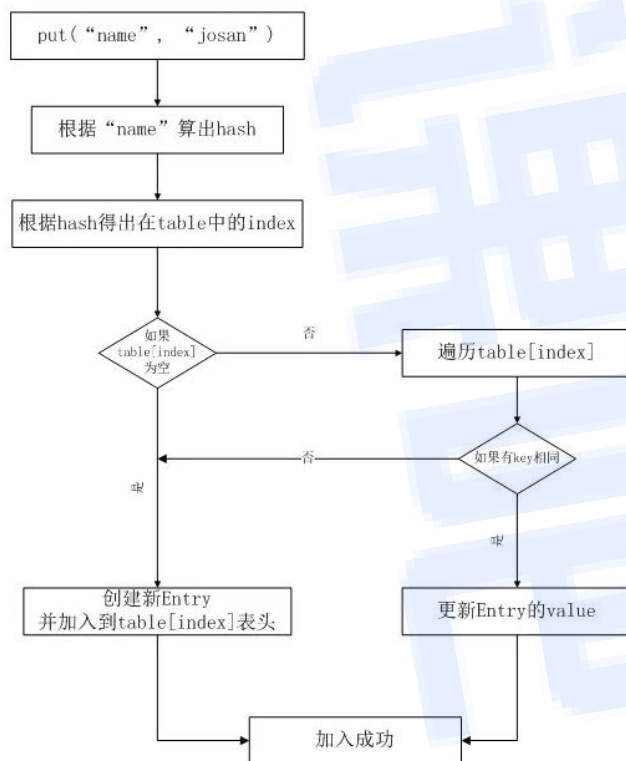 put(“name”, “josan”)
根据“name”算出hash
根据hash得出在table中的index
如果
table[index]
为空
否
遍历table[index]
如果有key相同
否
是
是
创建新Entry
并加入到table[index]表头
更新Entry的value
加入成功